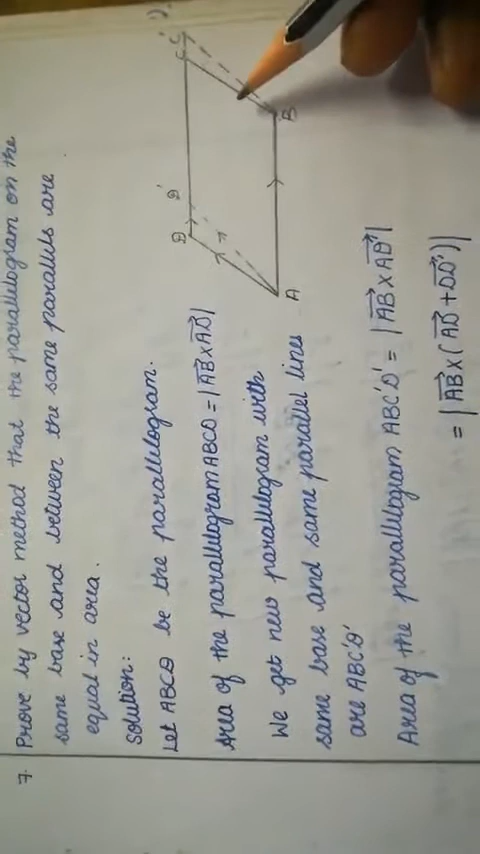 7. Prove by vector method that the parallelogram on the
same base and between the same parallels are
equal in area.
Solution:
Let ABCD be the parallelogram.
Area of the parallelogram ABCD = |AB⃗ × AD⃗|
We get new parallelogram with
same base and same parallel lines
are ABC'D'
Area of the parallelogram ABC'D' = |AB⃗ × AD'⃗|
= |AB⃗ × (AD⃗ + DD'⃗)|
D D' C C'
A B